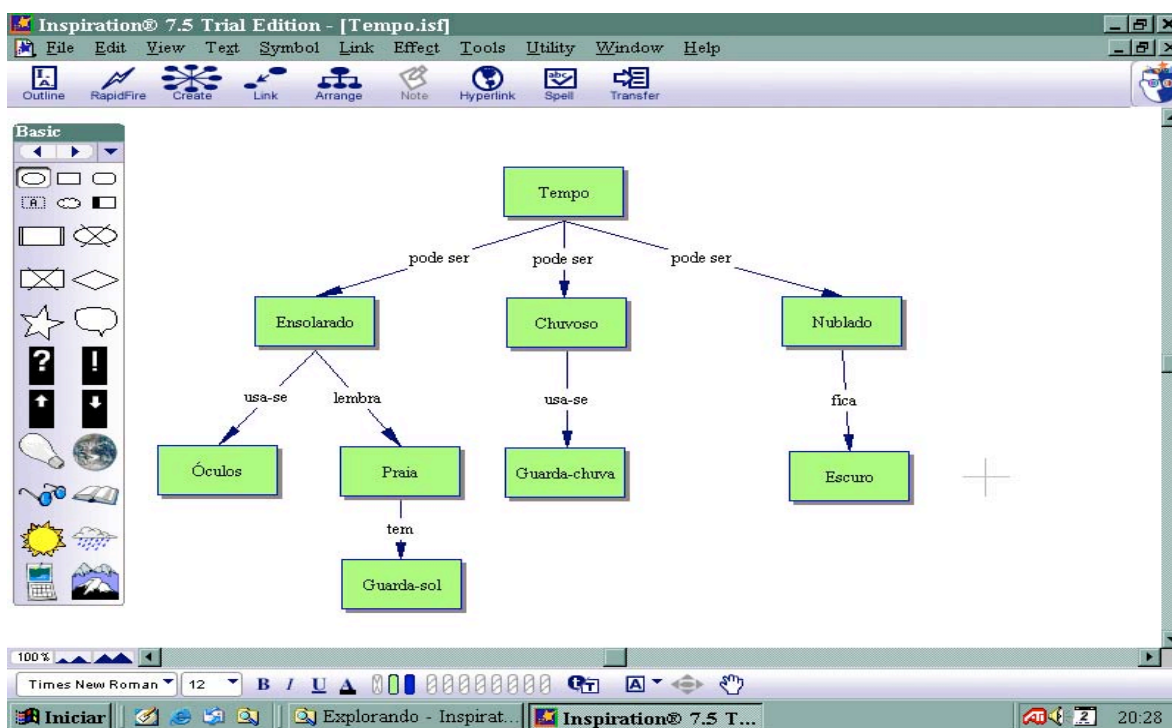 Inspiration® 7.5 Trial Edition - [Tempo.isf]
File Edit View Text Symbol Link Effect Tools Utility Window Help
Outline RapidFire Create Link Arrange Note Hyperlink Spell Transfer
Basic
Tempo
pode ser pode ser pode ser
Ensolarado Chuvoso Nublado
usa-se lembra usa-se fica
Óculos Praia Guarda-chuva Escuro
tem
Guarda-sol
100%
Times New Roman 12 B I U A A
Iniciar Explorando - Inspirat... Inspiration® 7.5 T... 20:28